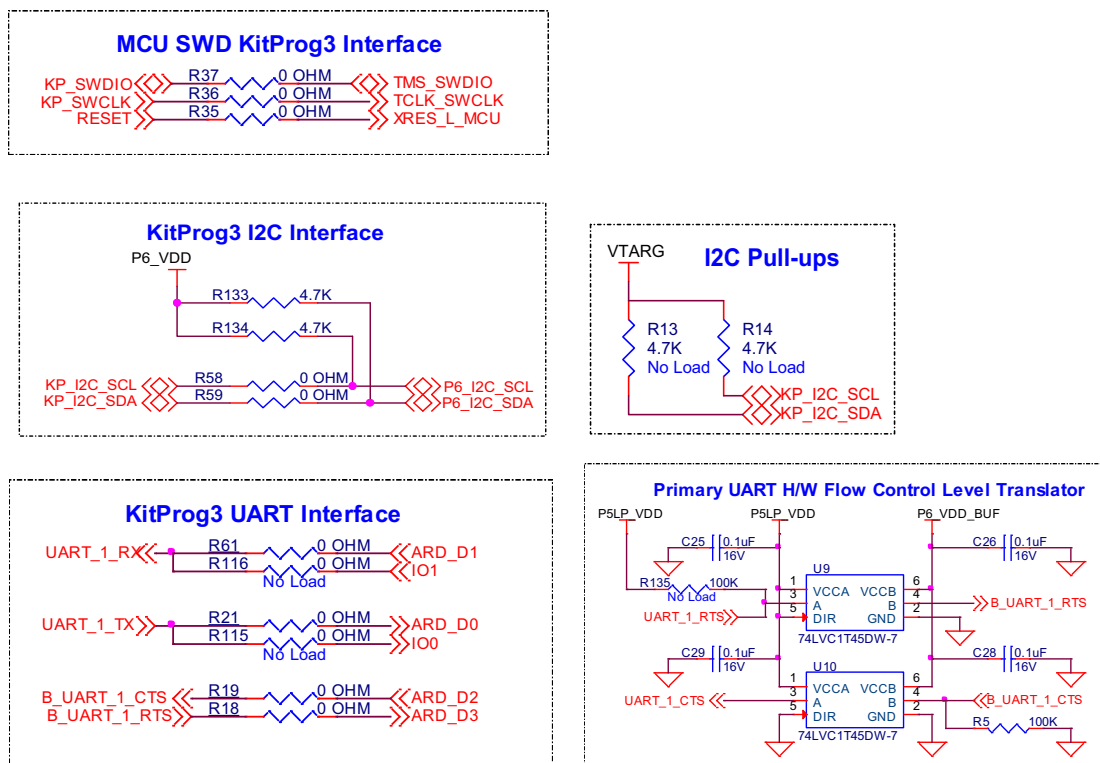 MCU SWD KitProg3 Interface
KP_SWDIO R37 0 OHM TMS_SWDIO
KP_SWCLK R36 0 OHM TCLK_SWCLK
RESET R35 0 OHM XRES_L_MCU
KitProg3 I2C Interface
P6_VDD
R133 4.7K
R134 4.7K
KP_I2C_SCL R58 0 OHM P6_I2C_SCL
KP_I2C_SDA R59 0 OHM P6_I2C_SDA
I2C Pull-ups
VTARG
R13 R14
4.7K 4.7K
No Load No Load
KP_I2C_SCL
KP_I2C_SDA
KitProg3 UART Interface
UART_1_RX R61 0 OHM ARD_D1
R116 0 OHM IO1
No Load
UART_1_TX R21 0 OHM ARD_D0
R115 0 OHM IO0
No Load
B_UART_1_CTS R19 0 OHM ARD_D2
B_UART_1_RTS R18 0 OHM ARD_D3
Primary UART H/W Flow Control Level Translator
P5LP_VDD P5LP_VDD P6_VDD_BUF
C25 0.1uF C26 0.1uF
16V 16V
U9
R135 100K
No Load
1 VCCA VCCB 6
3 A B 4 B_UART_1_RTS
UART_1_RTS 5 DIR GND 2
74LVC1T45DW-7
C29 0.1uF C28 0.1uF
16V 16V
U10
1 VCCA VCCB 6
UART_1_CTS 3 A B 4 B_UART_1_CTS
5 DIR GND 2
R5 100K
74LVC1T45DW-7